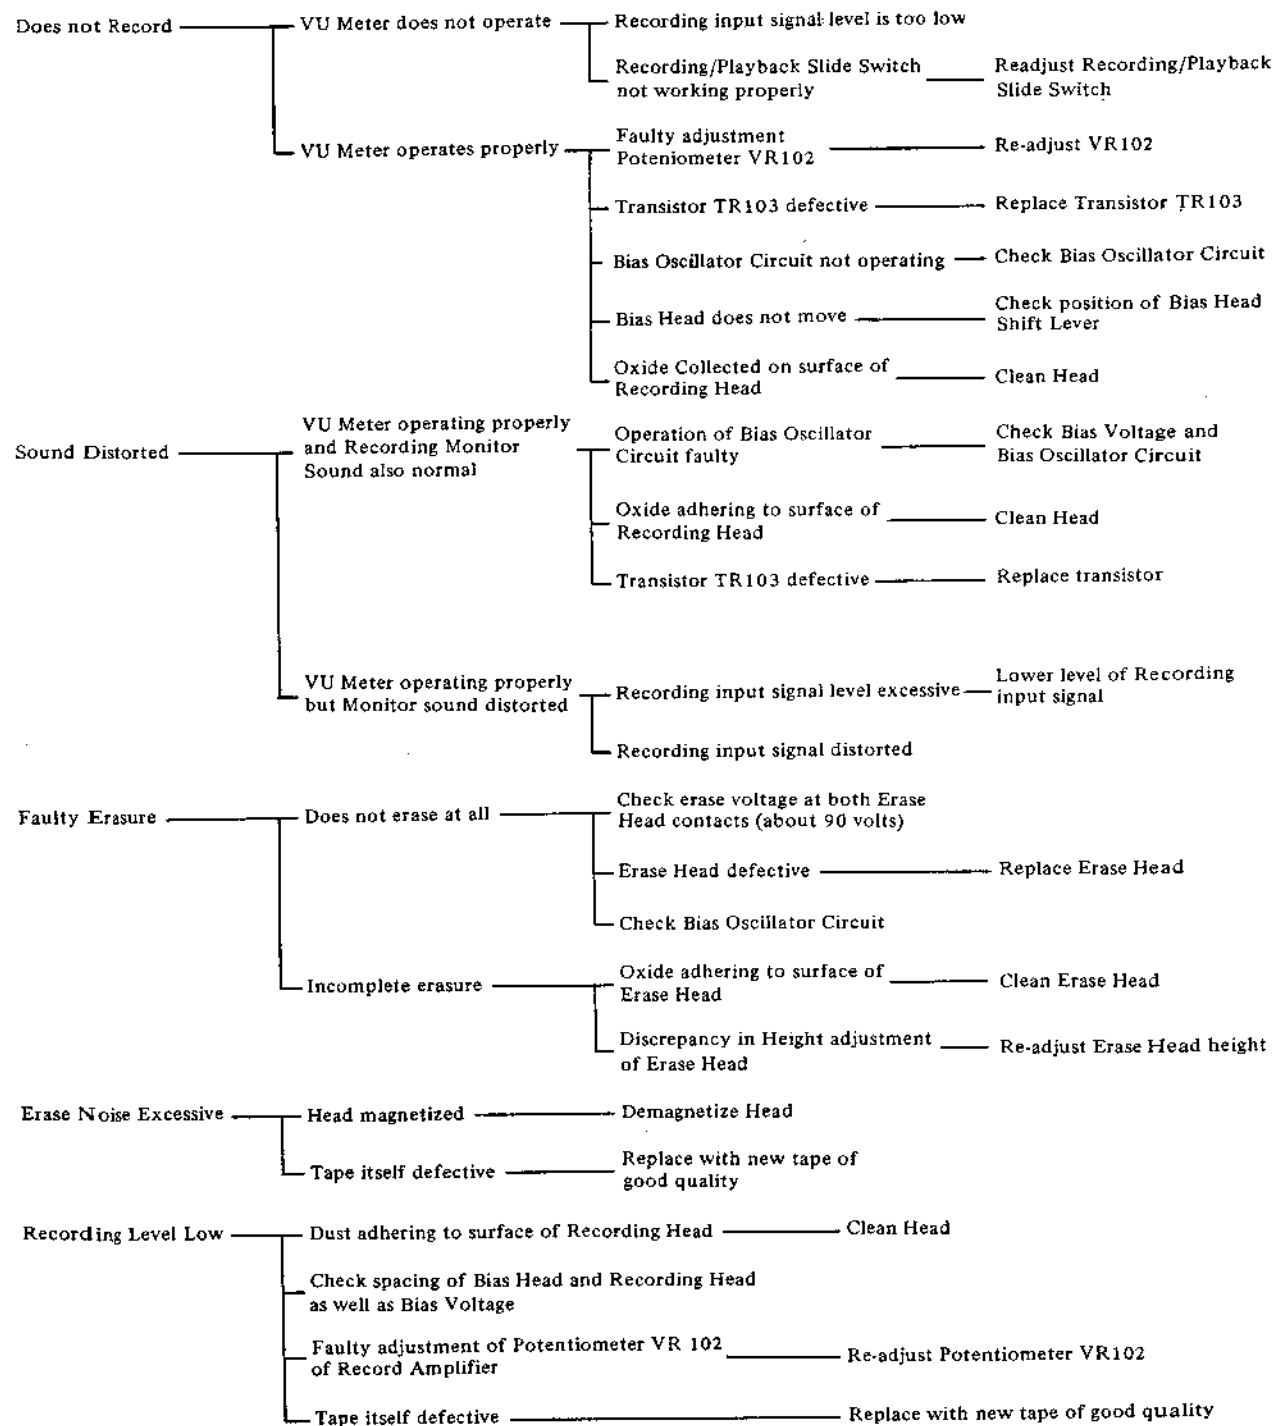 Does not Record
VU Meter does not operate
Recording input signal level is too low
Recording/Playback Slide Switch
not working properly
Readjust Recording/Playback
Slide Switch
VU Meter operates properly
Faulty adjustment
Poteniometer VR102
Re-adjust VR102
Transistor TR103 defective
Replace Transistor TR103
Bias Oscillator Circuit not operating
Check Bias Oscillator Circuit
Bias Head does not move
Check position of Bias Head
Shift Lever
Oxide Collected on surface of
Recording Head
Clean Head
Sound Distorted
VU Meter operating properly
and Recording Monitor
Sound also normal
Operation of Bias Oscillator
Circuit faulty
Check Bias Voltage and
Bias Oscillator Circuit
Oxide adhering to surface of
Recording Head
Clean Head
Transistor TR103 defective
Replace transistor
VU Meter operating properly
but Monitor sound distorted
Recording input signal level excessive
Lower level of Recording
input signal
Recording input signal distorted
Faulty Erasure
Does not erase at all
Check erase voltage at both Erase
Head contacts (about 90 volts)
Erase Head defective
Replace Erase Head
Check Bias Oscillator Circuit
Incomplete erasure
Oxide adhering to surface of
Erase Head
Clean Erase Head
Discrepancy in Height adjustment
of Erase Head
Re-adjust Erase Head height
Erase Noise Excessive
Head magnetized
Demagnetize Head
Tape itself defective
Replace with new tape of
good quality
Recording Level Low
Dust adhering to surface of Recording Head
Clean Head
Check spacing of Bias Head and Recording Head
as well as Bias Voltage
Faulty adjustment of Potentiometer VR 102
of Record Amplifier
Re-adjust Potentiometer VR102
Tape itself defective
Replace with new tape of good quality